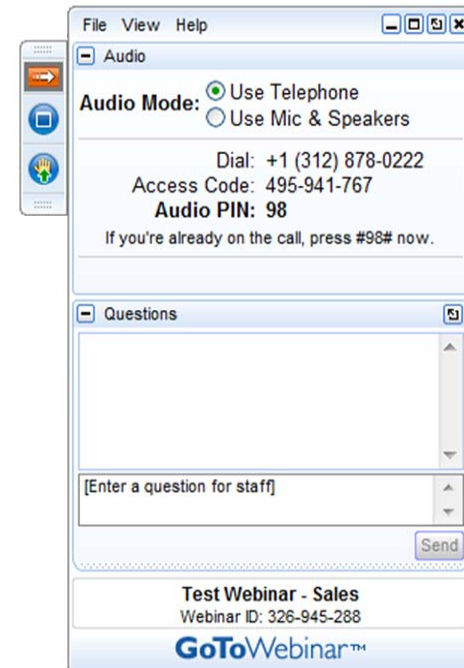 File View Help
Audio
Audio Mode: Use Telephone
Use Mic & Speakers
Dial: +1 (312) 878-0222
Access Code: 495-941-767
Audio PIN: 98
If you're already on the call, press #98# now.
Questions
[Enter a question for staff]
Send
Test Webinar - Sales
Webinar ID: 326-945-288
GoToWebinar™